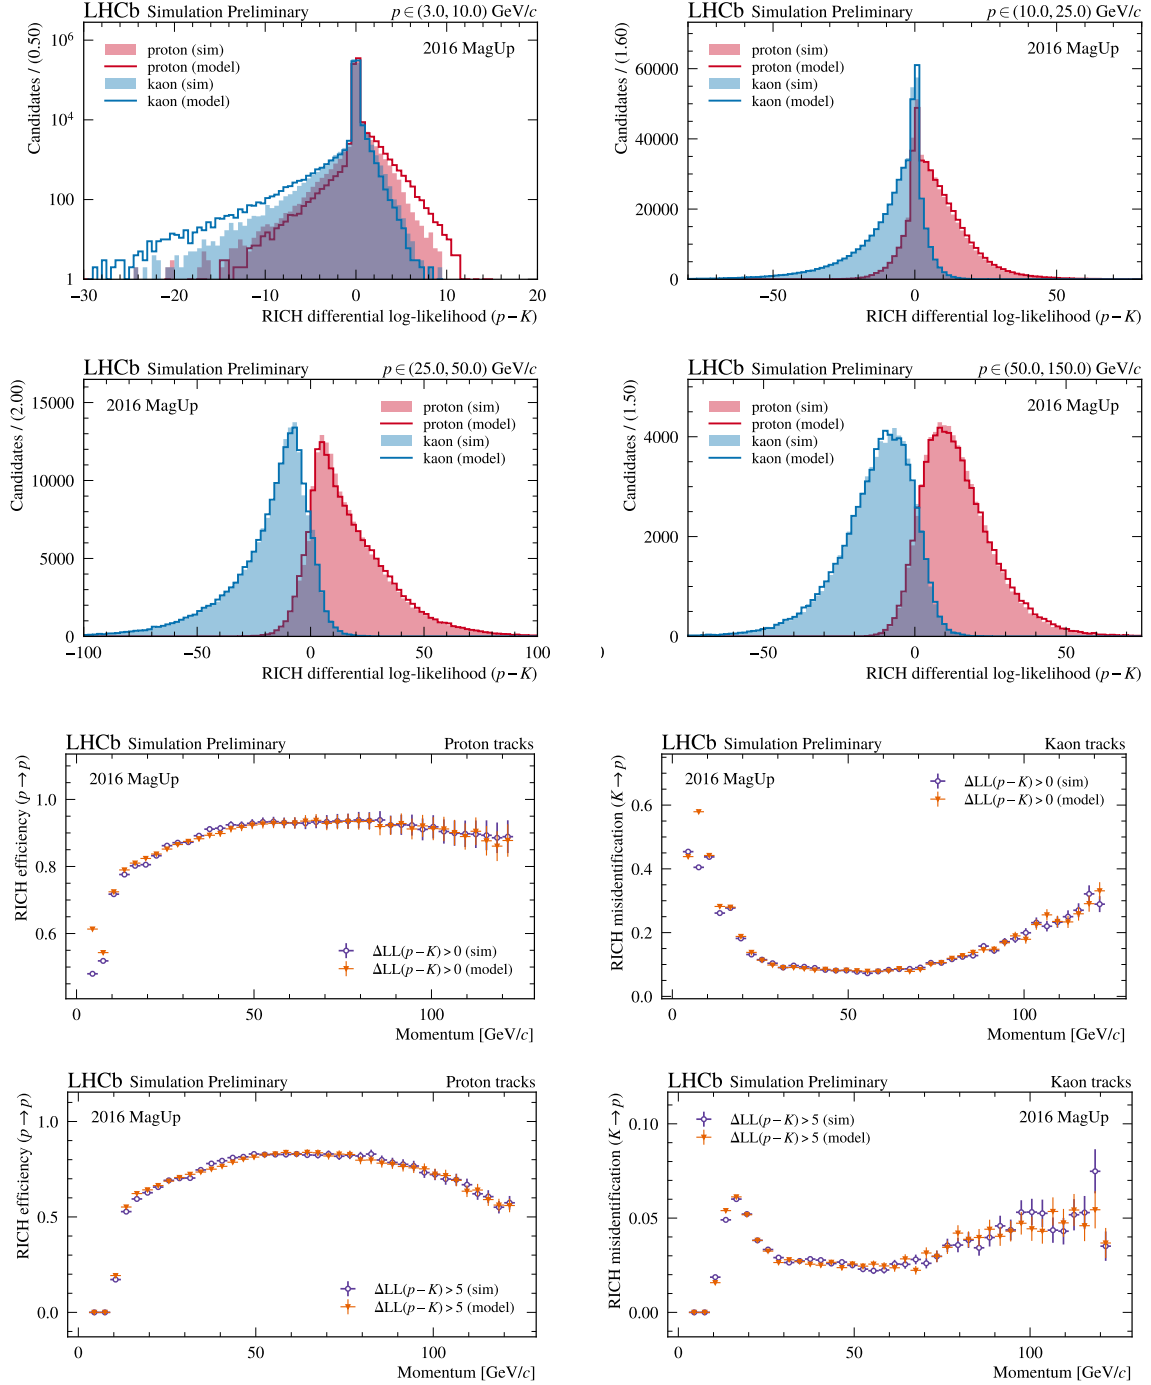 LHCb Simulation Preliminary p ∈ (3.0, 10.0) GeV/c
2016 MagUp
proton (sim)
proton (model)
kaon (sim)
kaon (model)
Candidates / (0.50)
10^6
10^4
100
1
−30 −20 −10 0 10 20
RICH differential log-likelihood (p − K)
LHCb Simulation Preliminary p ∈ (10.0, 25.0) GeV/c
2016 MagUp
proton (sim)
proton (model)
kaon (sim)
kaon (model)
Candidates / (1.60)
60000
40000
20000
0
−50 0 50
RICH differential log-likelihood (p − K)
LHCb Simulation Preliminary p ∈ (25.0, 50.0) GeV/c
2016 MagUp
proton (sim)
proton (model)
kaon (sim)
kaon (model)
Candidates / (2.00)
15000
10000
5000
0
−100 −50 0 50 100
RICH differential log-likelihood (p − K)
LHCb Simulation Preliminary p ∈ (50.0, 150.0) GeV/c
2016 MagUp
proton (sim)
proton (model)
kaon (sim)
kaon (model)
Candidates / (1.50)
4000
2000
0
−50 0 50
RICH differential log-likelihood (p − K)
LHCb Simulation Preliminary Proton tracks
2016 MagUp
RICH efficiency (p → p)
1.0
0.8
0.6
ΔLL(p − K) > 0 (sim)
ΔLL(p − K) > 0 (model)
0 50 100
Momentum [GeV/c]
LHCb Simulation Preliminary Kaon tracks
2016 MagUp
ΔLL(p − K) > 0 (sim)
ΔLL(p − K) > 0 (model)
RICH misidentification (K → p)
0.6
0.4
0.2
0.0
0 50 100
Momentum [GeV/c]
LHCb Simulation Preliminary Proton tracks
2016 MagUp
RICH efficiency (p → p)
1.0
0.5
0.0
ΔLL(p − K) > 5 (sim)
ΔLL(p − K) > 5 (model)
0 50 100
Momentum [GeV/c]
LHCb Simulation Preliminary Kaon tracks
ΔLL(p − K) > 5 (sim)
ΔLL(p − K) > 5 (model)
2016 MagUp
RICH misidentification (K → p)
0.10
0.05
0.00
0 50 100
Momentum [GeV/c]